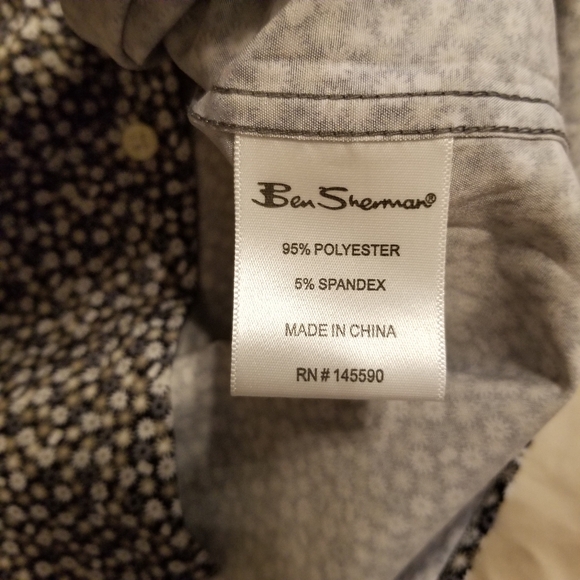 Ben Sherman®
95% POLYESTER
5% SPANDEX
MADE IN CHINA
RN # 145590